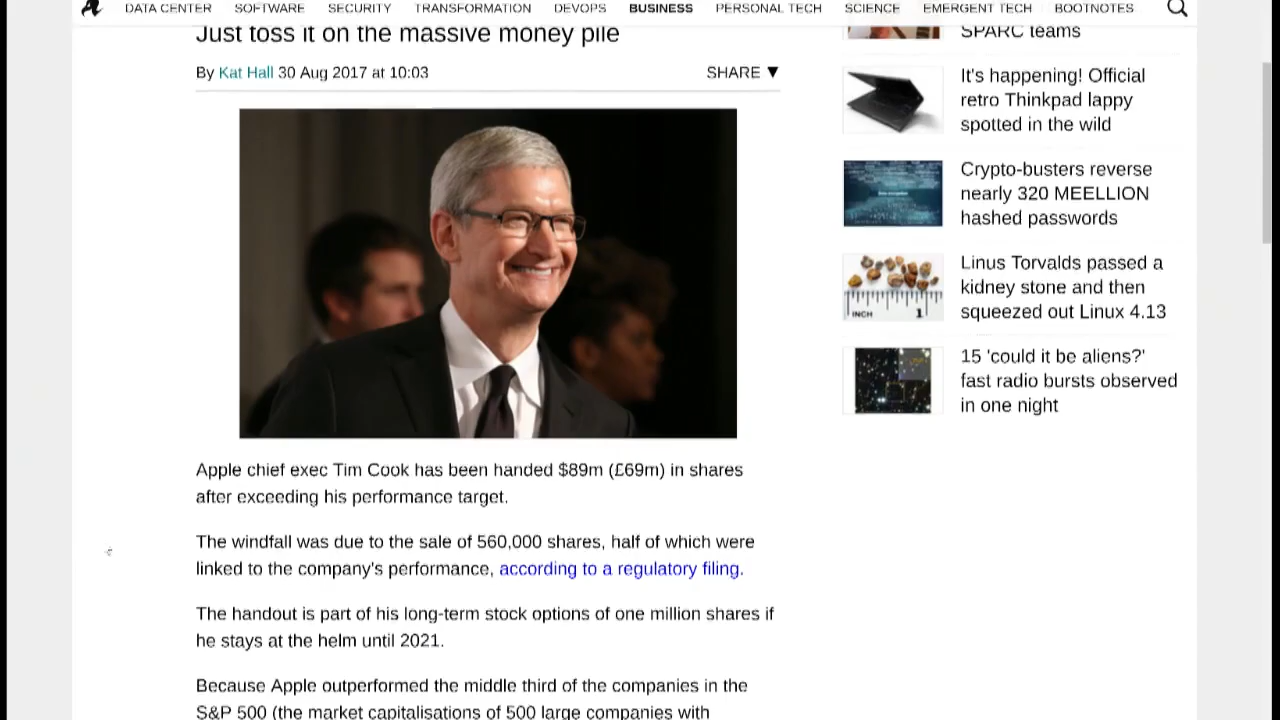 DATA CENTER SOFTWARE SECURITY TRANSFORMATION DEVOPS BUSINESS PERSONAL TECH SCIENCE EMERGENT TECH BOOTNOTES
Just toss it on the massive money pile
By Kat Hall 30 Aug 2017 at 10:03 SHARE ▼
Apple chief exec Tim Cook has been handed $89m (£69m) in shares
after exceeding his performance target.
The windfall was due to the sale of 560,000 shares, half of which were
linked to the company's performance, according to a regulatory filing.
The handout is part of his long-term stock options of one million shares if
he stays at the helm until 2021.
Because Apple outperformed the middle third of the companies in the
S&P 500 (the market capitalisations of 500 large companies with
SPARC teams
It's happening! Official
retro Thinkpad lappy
spotted in the wild
Crypto-busters reverse
nearly 320 MEELLION
hashed passwords
INCH 1
Linus Torvalds passed a
kidney stone and then
squeezed out Linux 4.13
15 'could it be aliens?'
fast radio bursts observed
in one night